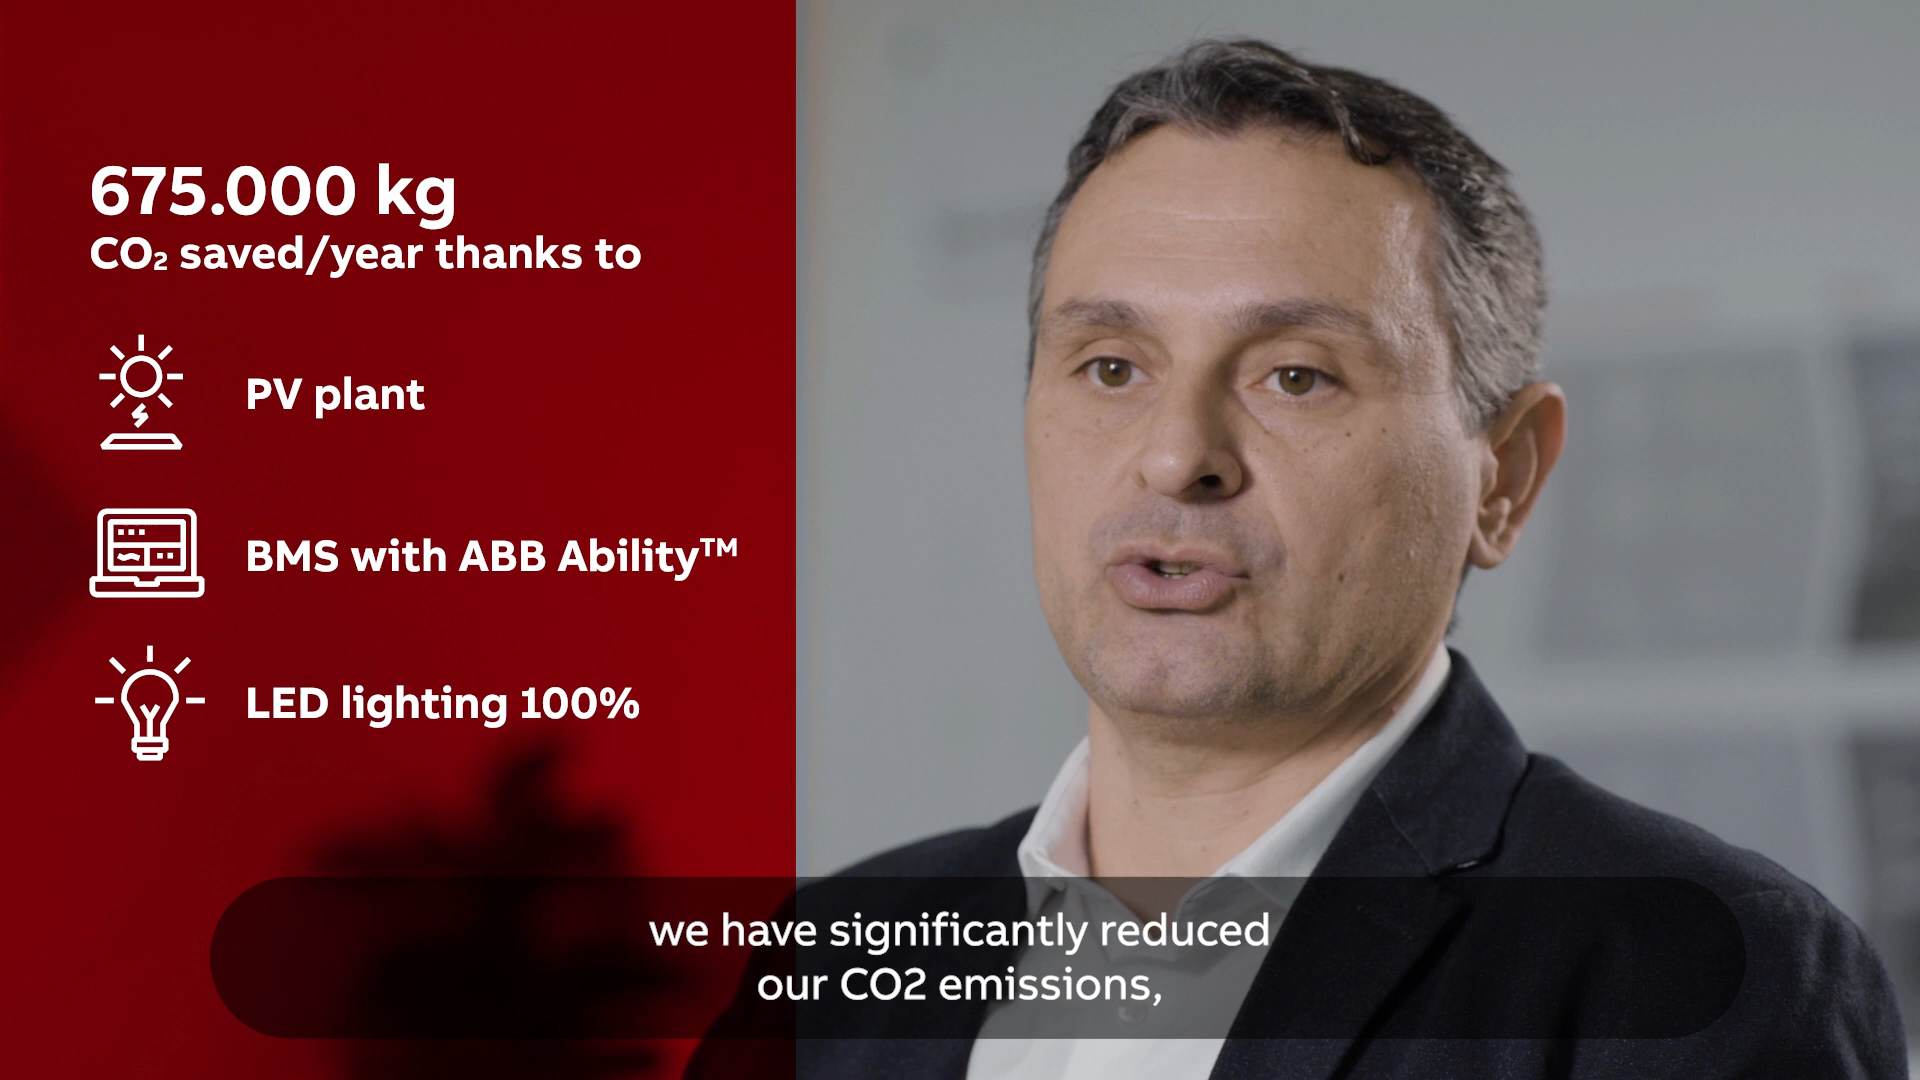 675.000 kg
CO₂ saved/year thanks to
PV plant
BMS with ABB Ability™
LED lighting 100%
we have significantly reduced
our CO2 emissions,